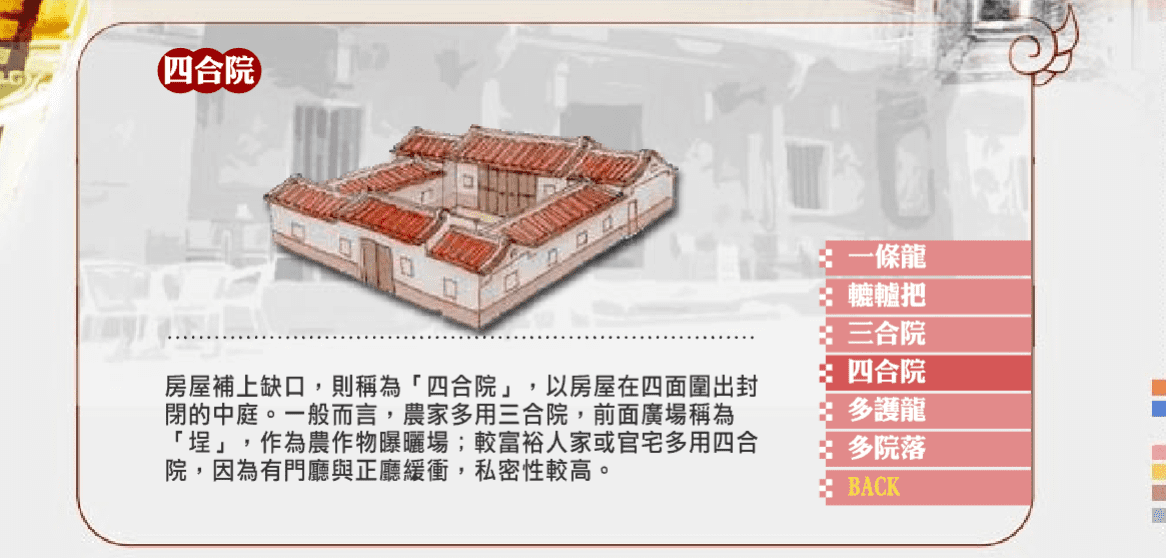 四合院
房屋補上缺口，則稱為「四合院」，以房屋在四面圍出封
閉的中庭。一般而言，農家多用三合院，前面廣場稱為
「埕」，作為農作物曝曬場；較富裕人家或官宅多用四合
院，因為有門廳與正廳緩衝，私密性較高。
一條龍
轆轤把
三合院
四合院
多護龍
多院落
BACK